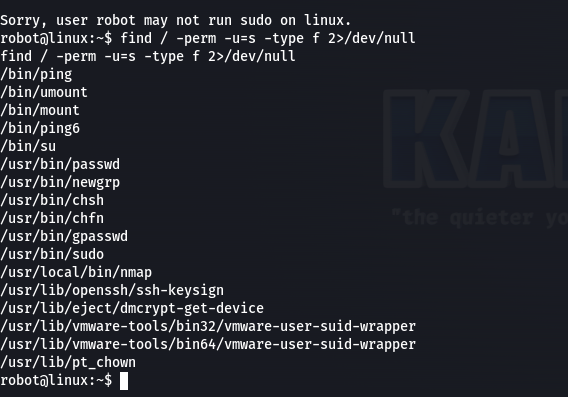 Sorry, user robot may not run sudo on linux.
robot@linux:~$ find / -perm -u=s -type f 2>/dev/null
find / -perm -u=s -type f 2>/dev/null
/bin/ping
/bin/umount
/bin/mount
/bin/ping6
/bin/su
/usr/bin/passwd
/usr/bin/newgrp
/usr/bin/chsh
/usr/bin/chfn
/usr/bin/gpasswd
/usr/bin/sudo
/usr/local/bin/nmap
/usr/lib/openssh/ssh-keysign
/usr/lib/eject/dmcrypt-get-device
/usr/lib/vmware-tools/bin32/vmware-user-suid-wrapper
/usr/lib/vmware-tools/bin64/vmware-user-suid-wrapper
/usr/lib/pt_chown
robot@linux:~$
KA
"the quieter yo